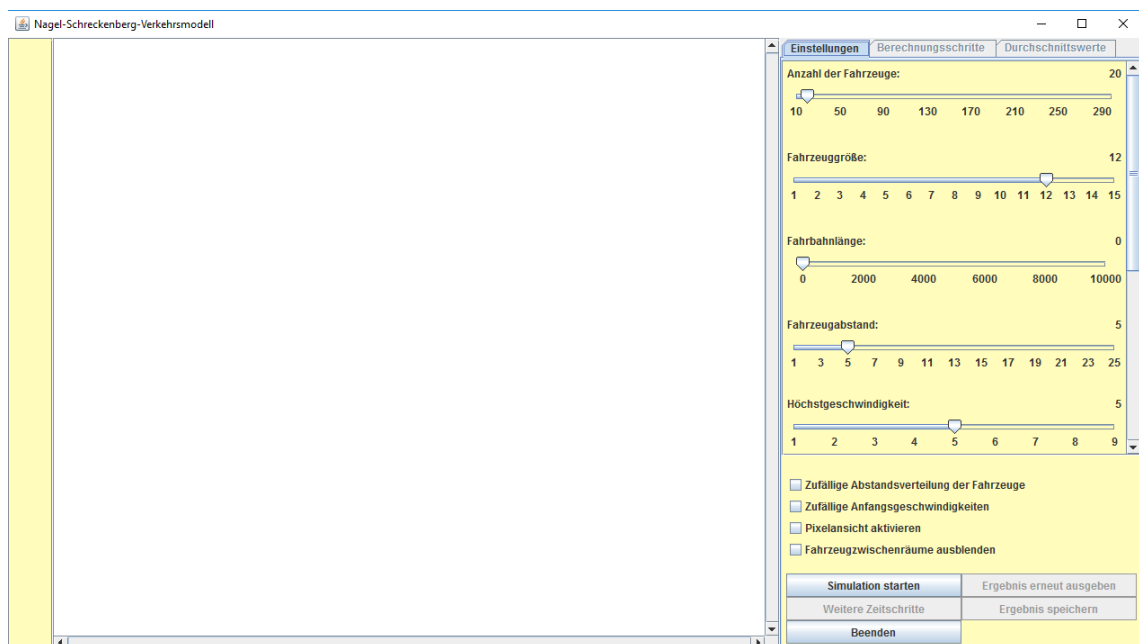 Nagel-Schreckenberg-Verkehrsmodell
Einstellungen Berechnungsschritte Durchschnittswerte
Anzahl der Fahrzeuge: 20
10 50 90 130 170 210 250 290
Fahrzeuggröße: 12
1 2 3 4 5 6 7 8 9 10 11 12 13 14 15
Fahrbahnlänge: 0
0 2000 4000 6000 8000 10000
Fahrzeugabstand: 5
1 3 5 7 9 11 13 15 17 19 21 23 25
Höchstgeschwindigkeit: 5
1 2 3 4 5 6 7 8 9
Zufällige Abstandsverteilung der Fahrzeuge
Zufällige Anfangsgeschwindigkeiten
Pixelansicht aktivieren
Fahrzeugzwischenräume ausblenden
Simulation starten Ergebnis erneut ausgeben
Weitere Zeitschritte Ergebnis speichern
Beenden